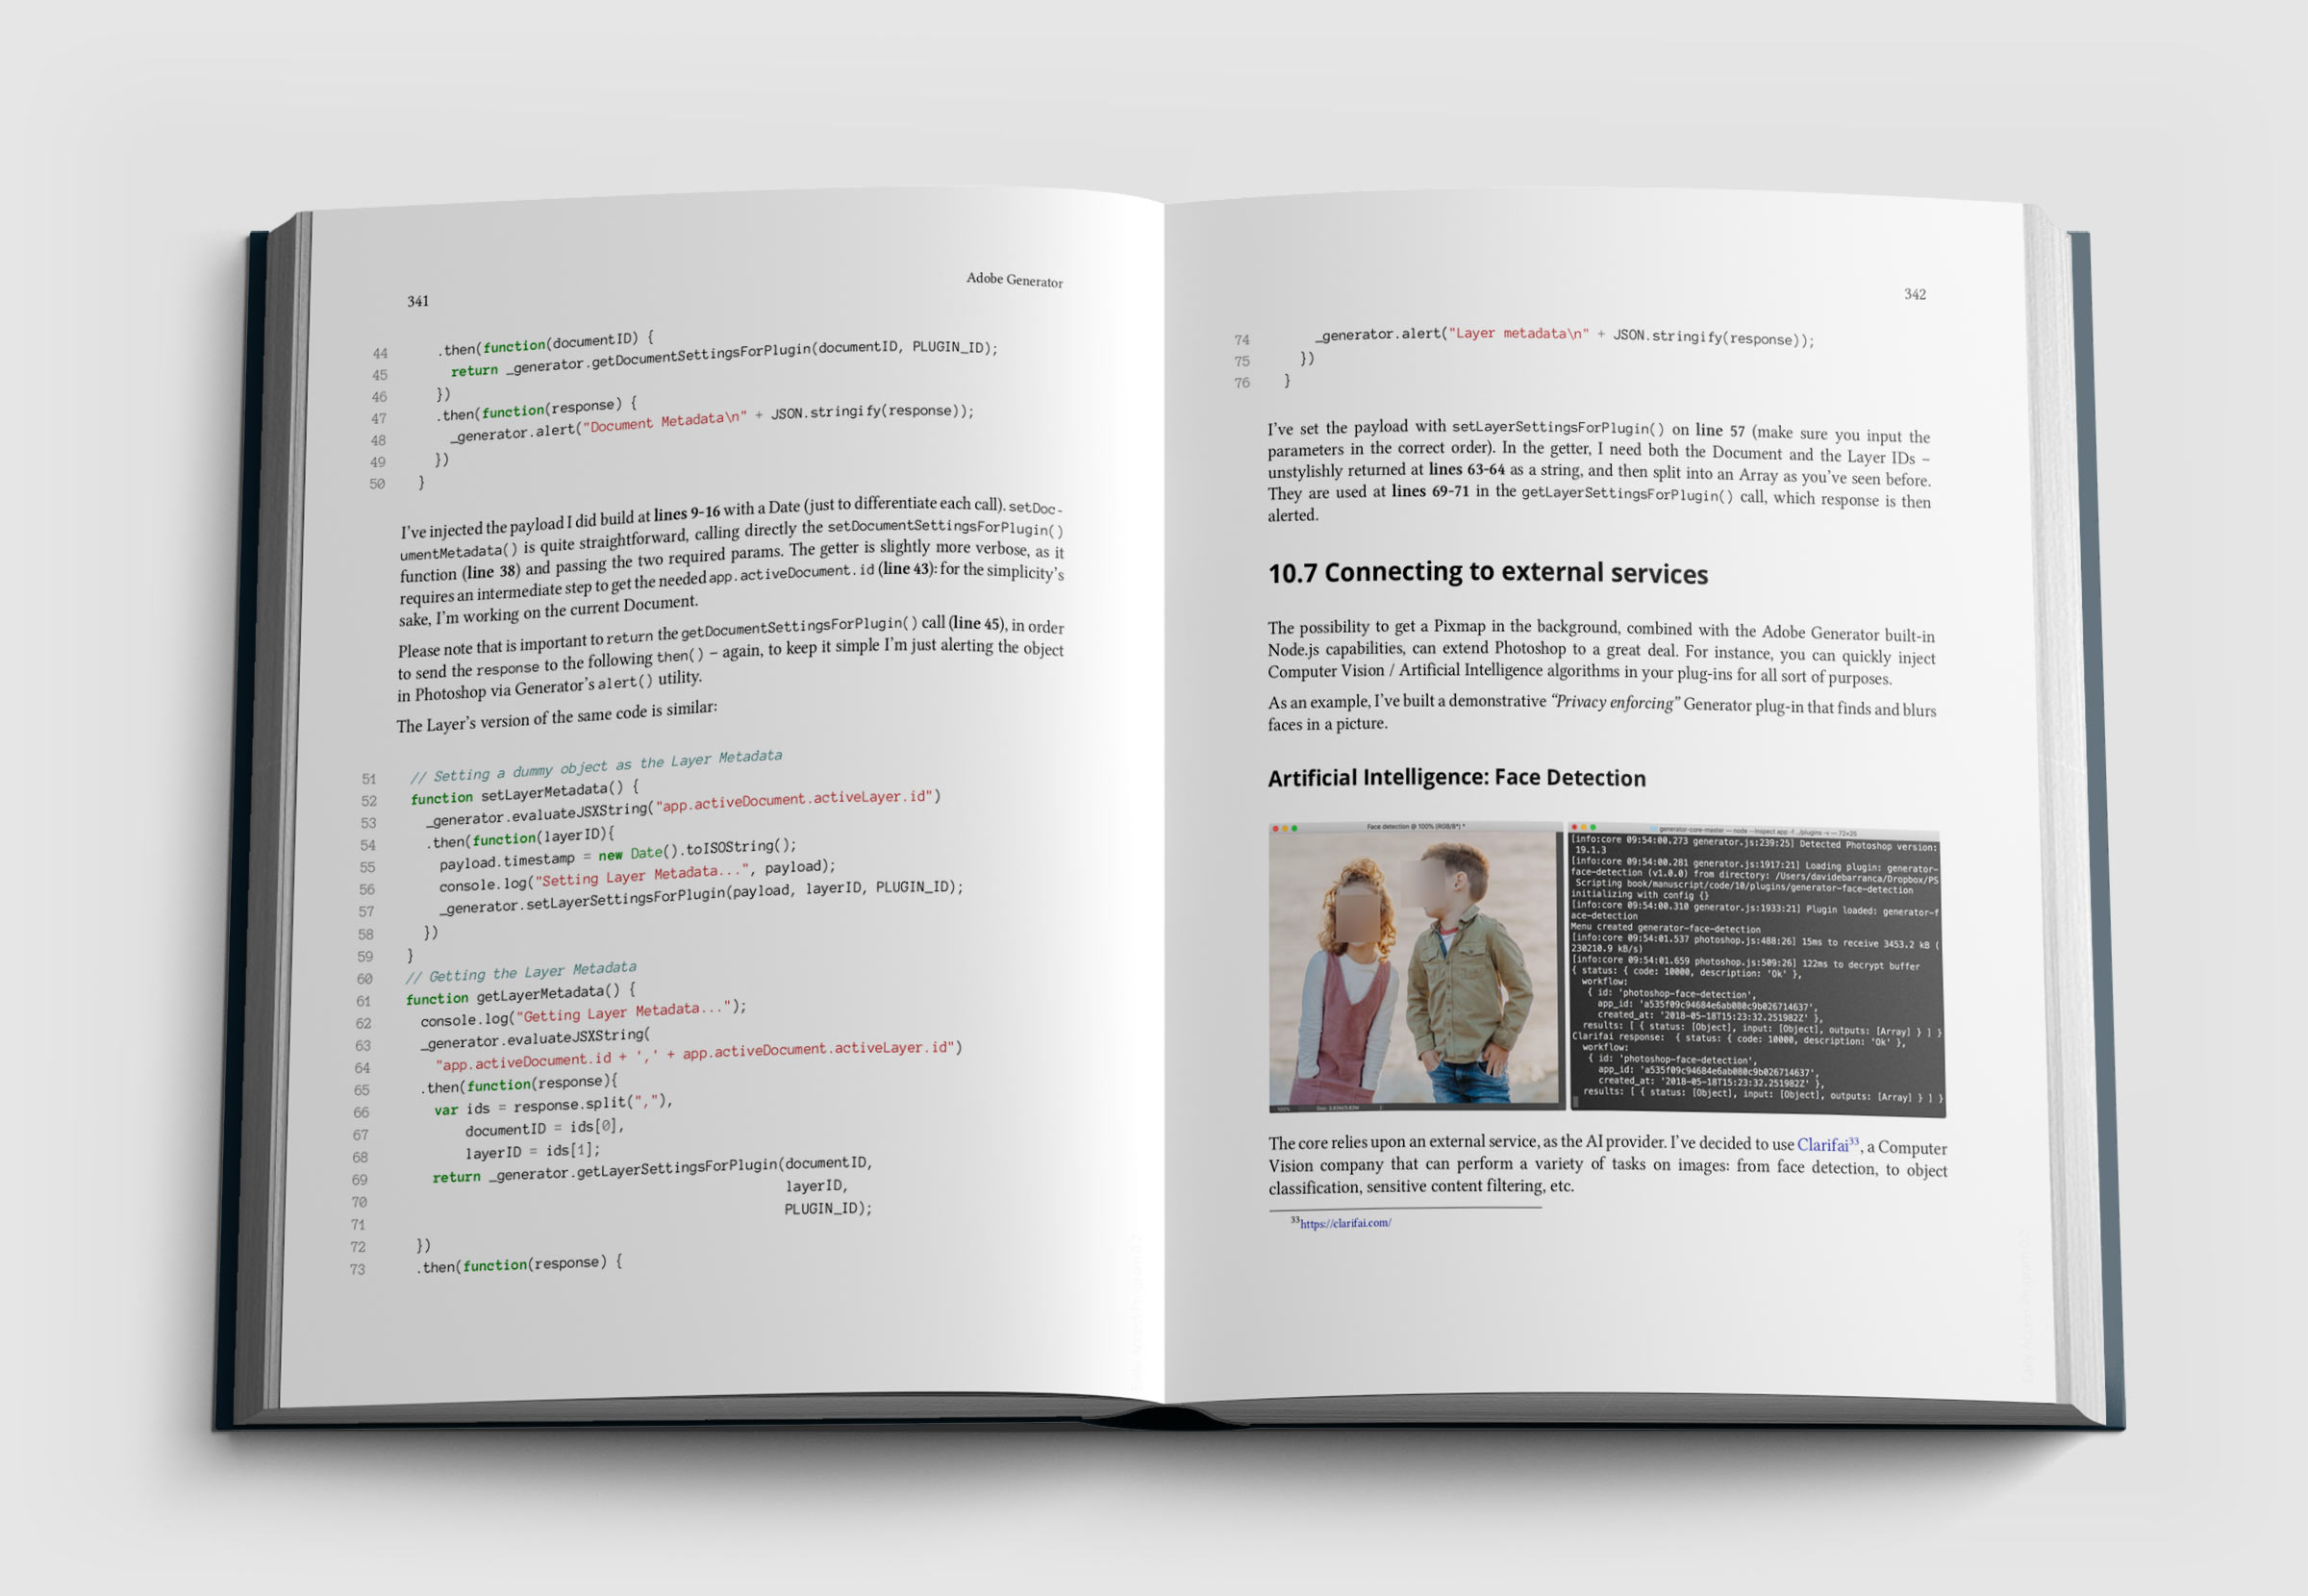 341
Adobe Generator
44 .then(function(documentID) {
45 return _generator.getDocumentSettingsForPlugin(documentID, PLUGIN_ID);
46 })
47 .then(function(response) {
48 _generator.alert("Document Metadata\n" + JSON.stringify(response));
49 })
50 }
I've injected the payload I did build at lines 9-16 with a Date (just to differentiate each call). setDoc-
umentMetadata() is quite straightforward, calling directly the setDocumentSettingsForPlugin()
function (line 38) and passing the two required params. The getter is slightly more verbose, as it
requires an intermediate step to get the needed app.activeDocument.id (line 43): for the simplicity's
sake, I'm working on the current Document.
Please note that is important to return the getDocumentSettingsForPlugin() call (line 45), in order
to send the response to the following then() – again, to keep it simple I'm just alerting the object
in Photoshop via Generator's alert() utility.
The Layer's version of the same code is similar:
51 // Setting a dummy object as the Layer Metadata
52 function setLayerMetadata() {
53 _generator.evaluateJSXString("app.activeDocument.activeLayer.id")
54 .then(function(layerID){
55 payload.timestamp = new Date().toISOString();
56 console.log("Setting Layer Metadata...", payload);
57 _generator.setLayerSettingsForPlugin(payload, layerID, PLUGIN_ID);
58 })
59 }
60 // Getting the Layer Metadata
61 function getLayerMetadata() {
62 console.log("Getting Layer Metadata...");
63 _generator.evaluateJSXString(
64 "app.activeDocument.id + ',' + app.activeDocument.activeLayer.id")
65 .then(function(response){
66 var ids = response.split(","),
67 documentID = ids[0],
68 layerID = ids[1];
69 return _generator.getLayerSettingsForPlugin(documentID,
70 layerID,
71 PLUGIN_ID);
72 })
73 .then(function(response) {
342
74 _generator.alert("Layer metadata\n" + JSON.stringify(response));
75 })
76 }
I've set the payload with setLayerSettingsForPlugin() on line 57 (make sure you input the
parameters in the correct order). In the getter, I need both the Document and the Layer IDs –
unstylishly returned at lines 63-64 as a string, and then split into an Array as you've seen before.
They are used at lines 69-71 in the getLayerSettingsForPlugin() call, which response is then
alerted.
10.7 Connecting to external services
The possibility to get a Pixmap in the background, combined with the Adobe Generator built-in
Node.js capabilities, can extend Photoshop to a great deal. For instance, you can quickly inject
Computer Vision / Artificial Intelligence algorithms in your plug-ins for all sort of purposes.
As an example, I've built a demonstrative “Privacy enforcing” Generator plug-in that finds and blurs
faces in a picture.
Artificial Intelligence: Face Detection
Face detection @ 100% (RGB/8*) *
generator-core-master — node --inspect app -f ../plugins -v — 72×25
[info:core 09:54:00.273 generator.js:239:25] Detected Photoshop version:
19.1.3
[info:core 09:54:00.281 generator.js:1917:21] Loading plugin: generator-
face-detection (v1.0.0) from directory: /Users/davidebarranca/Dropbox/PS
Scripting book/manuscript/code/10/plugins/generator-face-detection
initializing with config {}
[info:core 09:54:00.310 generator.js:1933:21] Plugin loaded: generator-f
ace-detection
Menu created generator-face-detection
[info:core 09:54:01.537 photoshop.js:488:26] 15ms to receive 3453.2 kB (
230210.9 kB/s)
[info:core 09:54:01.659 photoshop.js:509:26] 122ms to decrypt buffer
{ status: { code: 10000, description: 'Ok' },
workflow:
{ id: 'photoshop-face-detection',
app_id: 'a535f09c94684e6ab080c9b026714637',
created_at: '2018-05-18T15:23:32.251982Z' },
results: [ { status: [Object], input: [Object], outputs: [Array] } ] }
Clarifai response: { status: { code: 10000, description: 'Ok' },
workflow:
{ id: 'photoshop-face-detection',
app_id: 'a535f09c94684e6ab080c9b026714637',
created_at: '2018-05-18T15:23:32.251982Z' },
results: [ { status: [Object], input: [Object], outputs: [Array] } ] }
100%
The core relies upon an external service, as the AI provider. I've decided to use Clarifai33, a Computer
Vision company that can perform a variety of tasks on images: from face detection, to object
classification, sensitive content filtering, etc.
33https://clarifai.com/